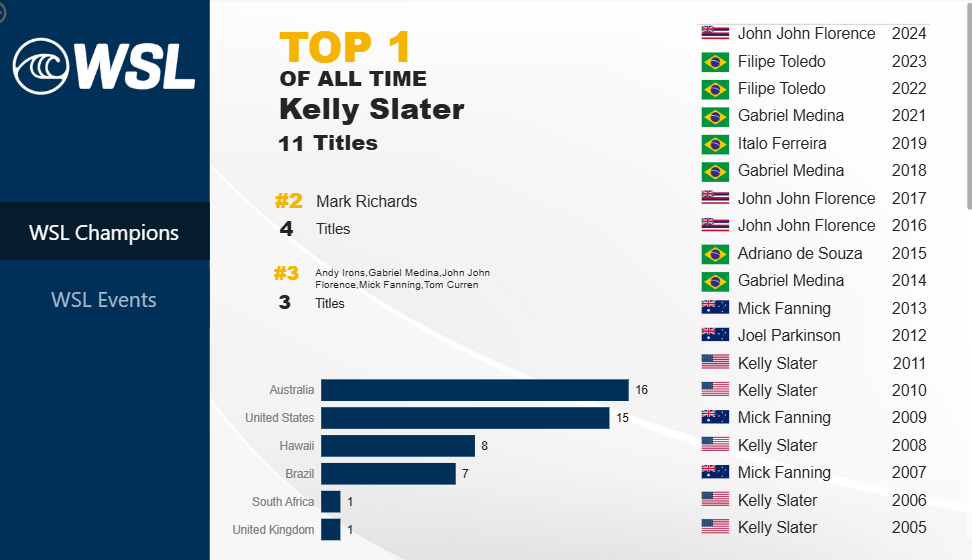 WSL
WSL Champions
WSL Events
TOP 1
OF ALL TIME
Kelly Slater
11 Titles
#2 Mark Richards
4 Titles
#3 Andy Irons,Gabriel Medina,John John
Florence,Mick Fanning,Tom Curren
3 Titles
Australia 16
United States 15
Hawaii 8
Brazil 7
South Africa 1
United Kingdom 1
John John Florence 2024
Filipe Toledo 2023
Filipe Toledo 2022
Gabriel Medina 2021
Italo Ferreira 2019
Gabriel Medina 2018
John John Florence 2017
John John Florence 2016
Adriano de Souza 2015
Gabriel Medina 2014
Mick Fanning 2013
Joel Parkinson 2012
Kelly Slater 2011
Kelly Slater 2010
Mick Fanning 2009
Kelly Slater 2008
Mick Fanning 2007
Kelly Slater 2006
Kelly Slater 2005